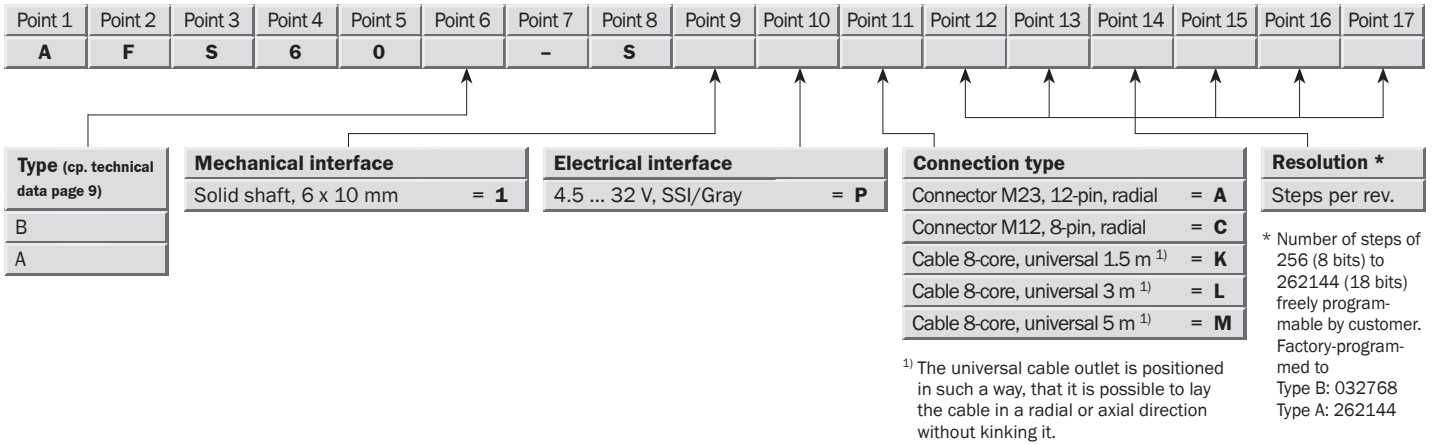 Point 1 Point 2 Point 3 Point 4 Point 5 Point 6 Point 7 Point 8 Point 9 Point 10 Point 11 Point 12 Point 13 Point 14 Point 15 Point 16 Point 17
A F S 6 0 – S
Type (cp. technical
data page 9)
B
A
Mechanical interface
Solid shaft, 6 x 10 mm = 1
Electrical interface
4.5 ... 32 V, SSI/Gray = P
Connection type
Connector M23, 12-pin, radial = A
Connector M12, 8-pin, radial = C
Cable 8-core, universal 1.5 m 1) = K
Cable 8-core, universal 3 m 1) = L
Cable 8-core, universal 5 m 1) = M
1) The universal cable outlet is positioned
in such a way, that it is possible to lay
the cable in a radial or axial direction
without kinking it.
Resolution *
Steps per rev.
* Number of steps of
256 (8 bits) to
262144 (18 bits)
freely program-
mable by customer.
Factory-program-
med to
Type B: 032768
Type A: 262144